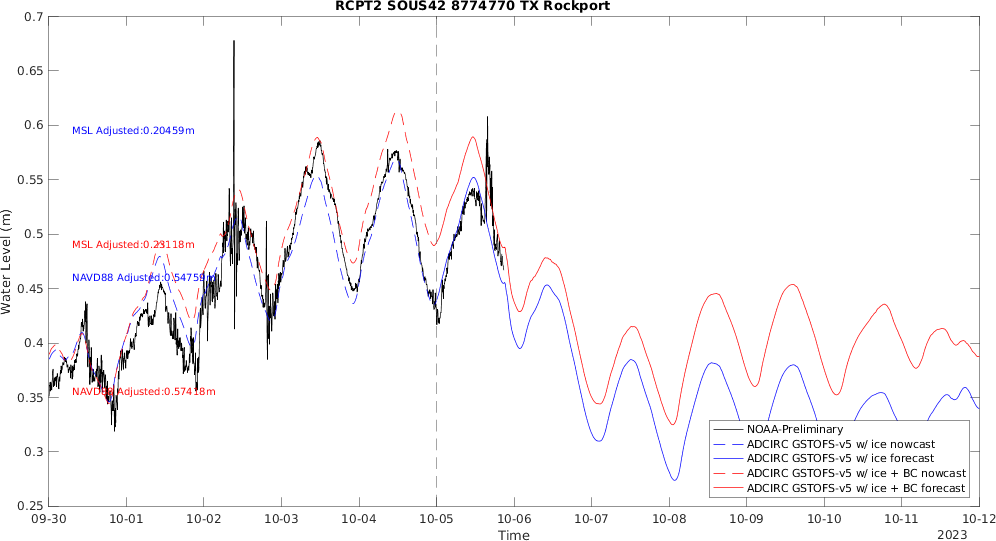 RCPT2 SOUS42 8774770 TX Rockport
0.7
0.65
0.6
0.55
0.5
0.45
0.4
0.35
0.3
0.25
Water Level (m)
MSL Adjusted:0.20459m
MSL Adjusted:0.23118m
NAVD88 Adjusted:0.54759m
NAVD88 Adjusted:0.57418m
NOAA-Preliminary
ADCIRC GSTOFS-v5 w/ ice nowcast
ADCIRC GSTOFS-v5 w/ ice forecast
ADCIRC GSTOFS-v5 w/ ice + BC nowcast
ADCIRC GSTOFS-v5 w/ ice + BC forecast
09-30 10-01 10-02 10-03 10-04 10-05 10-06 10-07 10-08 10-09 10-10 10-11 10-12
Time
2023